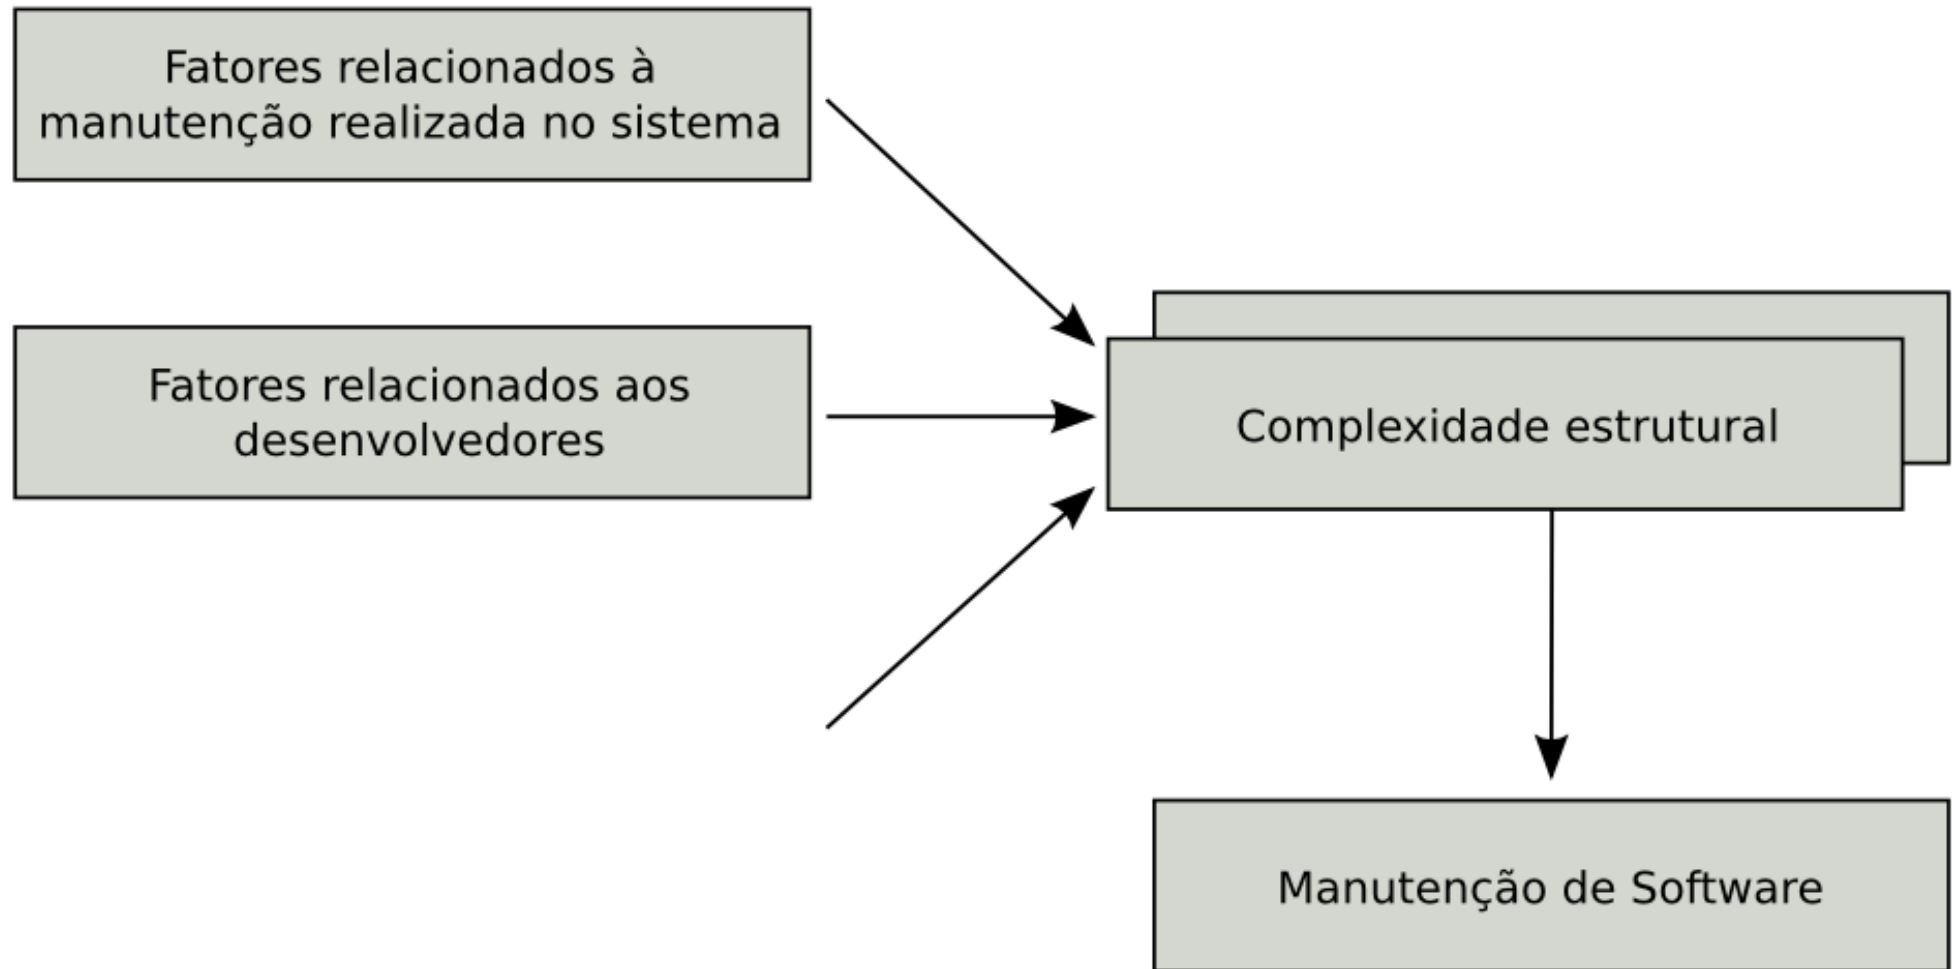 Fatores relacionados à
manutenção realizada no sistema
Fatores relacionados aos
desenvolvedores
Complexidade estrutural
Manutenção de Software